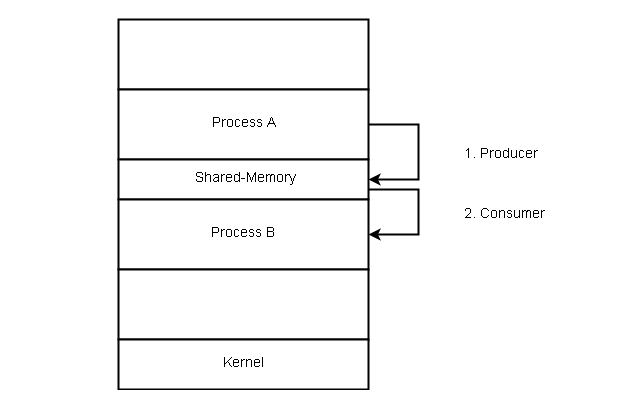 Process A
1. Producer
Shared-Memory
2. Consumer
Process B
Kernel